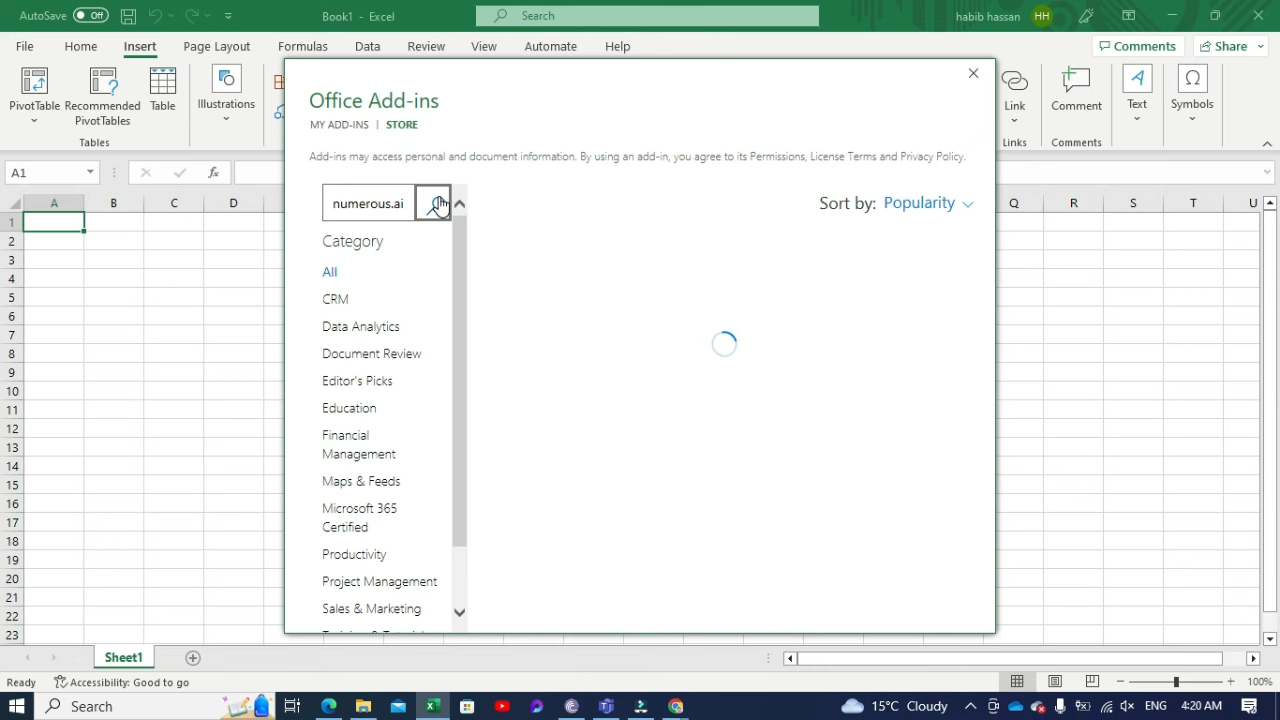 AutoSave Off
Book1 - Excel
Search
habib hassan HH
File Home Insert Page Layout Formulas Data Review View Automate Help
Comments Share
PivotTable
Recommended
PivotTables
Table
Illustrations
Link
Comment
Text
Symbols
Tables
Links
Comments
A1
fx
A B C D Q R S T U
1
2
3
4
5
6
7
8
9
10
11
12
13
14
15
16
17
18
19
20
21
22
23
Office Add-ins
MY ADD-INS | STORE
Add-ins may access personal and document information. By using an add-in, you agree to its Permissions, License Terms and Privacy Policy.
numerous.ai
Sort by: Popularity
Category
All
CRM
Data Analytics
Document Review
Editor's Picks
Education
Financial
Management
Maps & Feeds
Microsoft 365
Certified
Productivity
Project Management
Sales & Marketing
Sheet1
Ready
Accessibility: Good to go
100%
Search
15°C Cloudy
ENG
4:20 AM